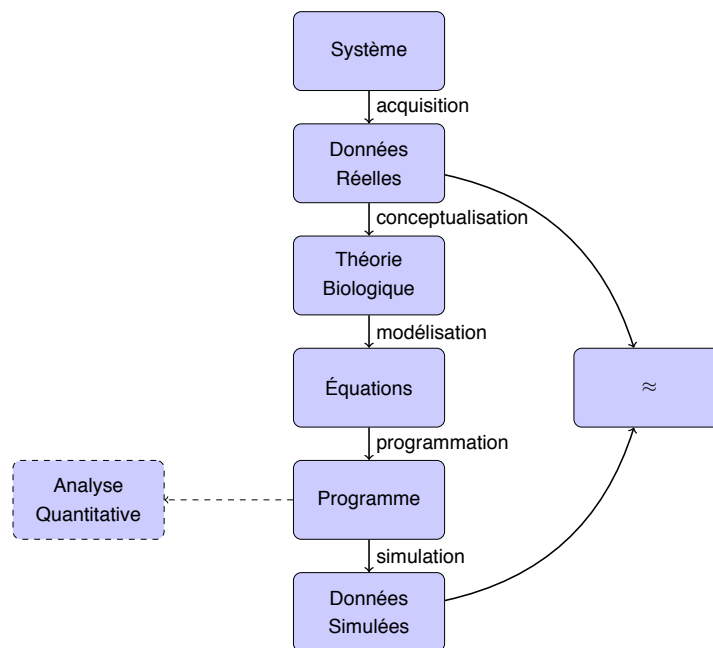 Système
acquisition
Données
Réelles
conceptualisation
Théorie
Biologique
modélisation
Équations
≈
programmation
Analyse
Quantitative
Programme
simulation
Données
Simulées